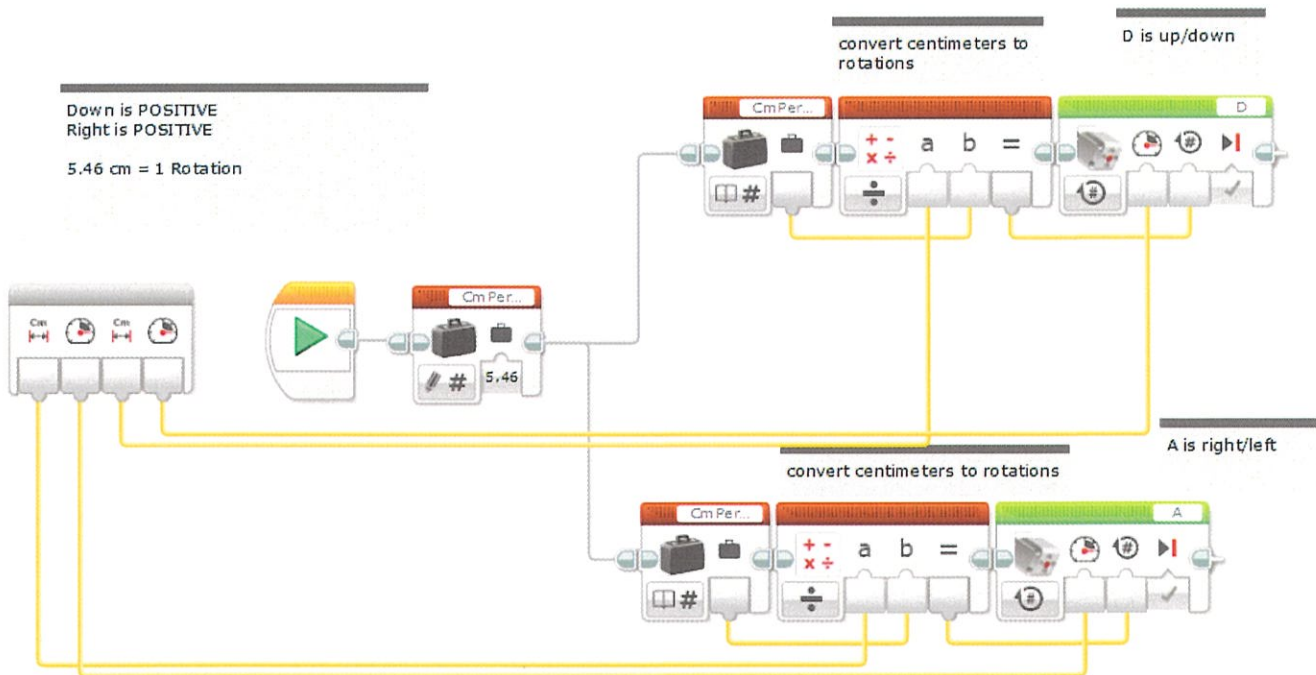 convert centimeters to
rotations
D is up/down
Down is POSITIVE
Right is POSITIVE
5.46 cm = 1 Rotation
CmPer...
a b =
D
#
#
Cm Cm
CmPer...
#
5,46
A is right/left
convert centimeters to rotations
CmPer...
a b =
A
#
#